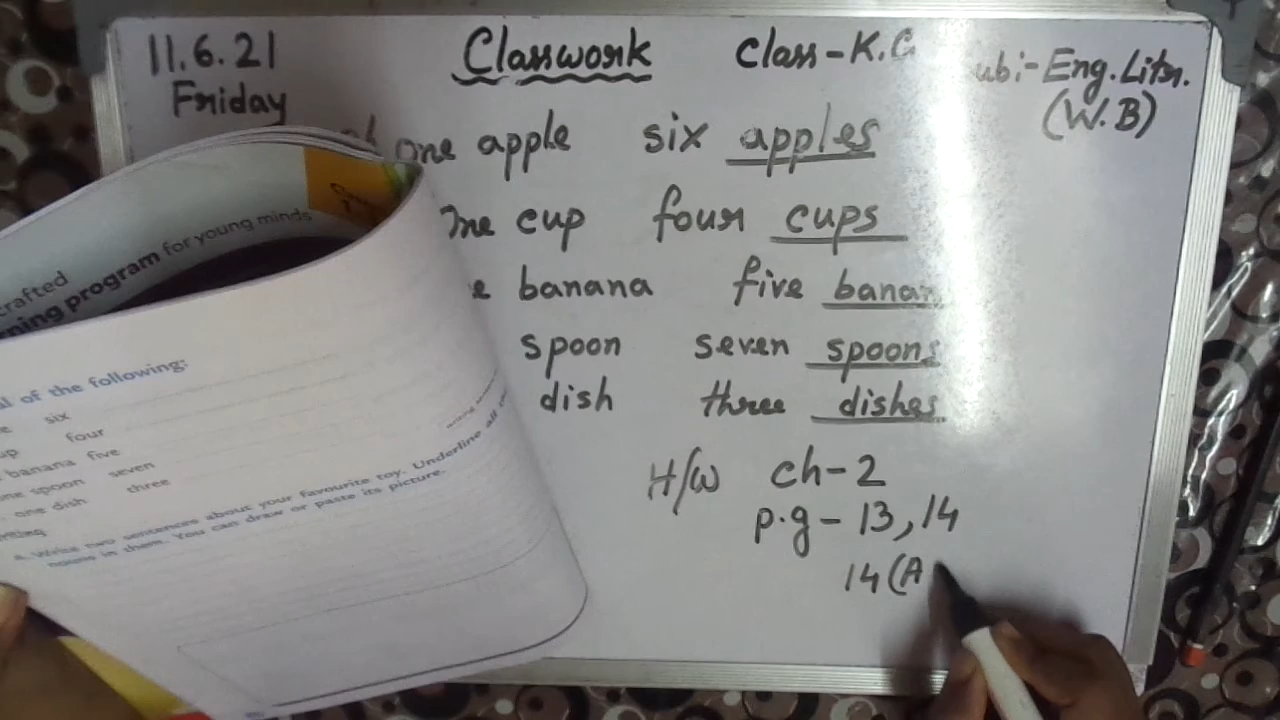 11.6.21 Classwork Class-K.G
Friday ubi-Eng.Litr.
(W.B)
one apple six apples
cup four cups
banana five
spoon seven spoons
dish three dishes
H/W ch-2
p.g-13,14
14(A
crafted
program for young minds
of the following:
six
four
banana five
one spoon seven
one dish three
a. Write two sentences about your favourite toy. Underline all
nouns in them. You can draw or paste its picture.